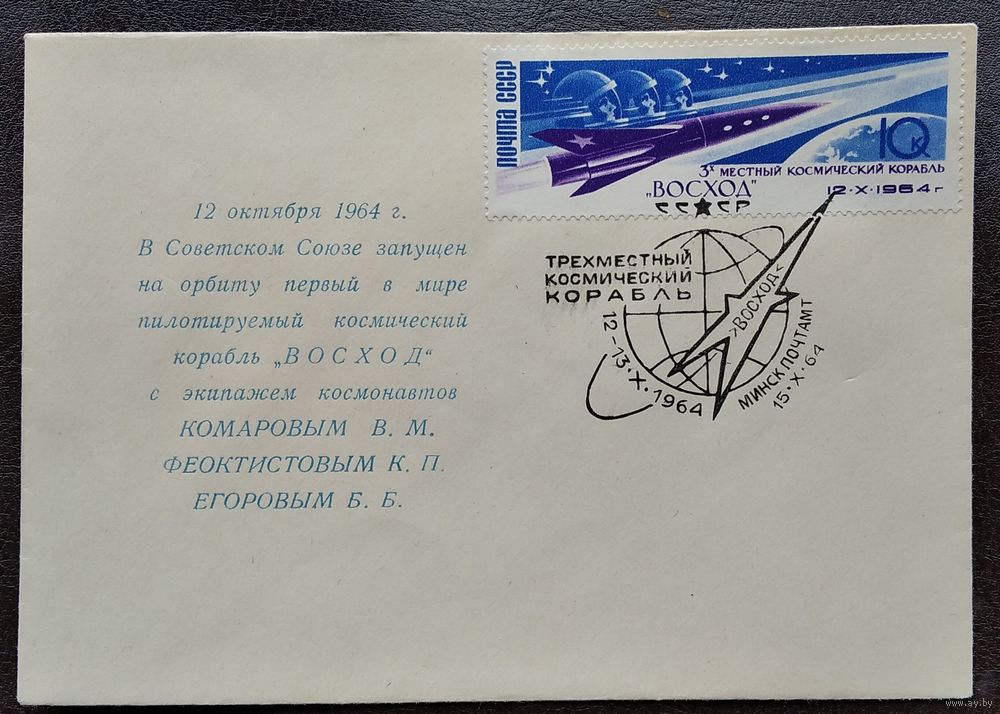 ПОЧТА СССР
10 К
3Х МЕСТНЫЙ КОСМИЧЕСКИЙ КОРАБЛЬ
„ВОСХОД"
12·X·1964 г
СССР
ТРЕХМЕСТНЫЙ
КОСМИЧЕСКИЙ
КОРАБЛЬ
>ВОСХОД<
12-13·X·1964
МИНСК ПОЧТАМТ
15·X·64
12 октября 1964 г.
В Советском Союзе запущен
на орбиту первый в мире
пилотируемый космический
корабль „ВОСХОД“
с экипажем космонавтов
КОМАРОВЫМ В. М.
ФЕОКТИСТОВЫМ К. П.
ЕГОРОВЫМ Б. Б.
www.ay.by